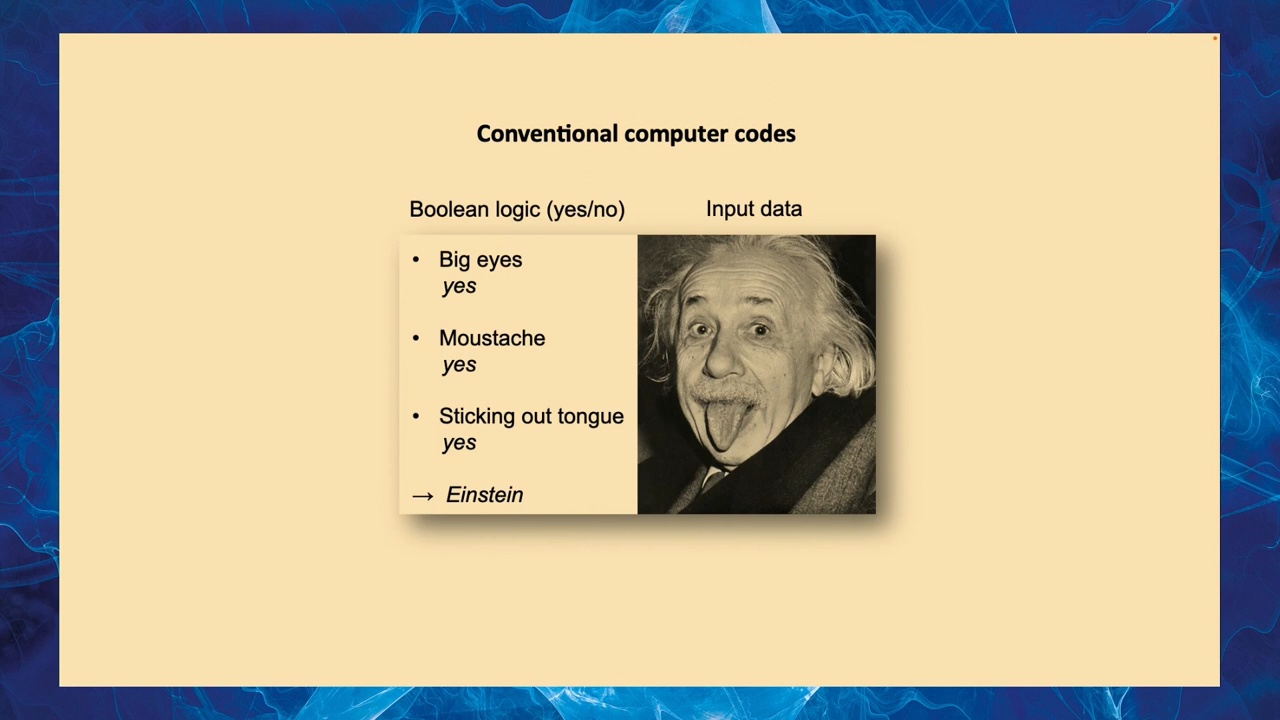 Conventional computer codes
Boolean logic (yes/no)
Input data
• Big eyes
yes
• Moustache
yes
• Sticking out tongue
yes
→ Einstein